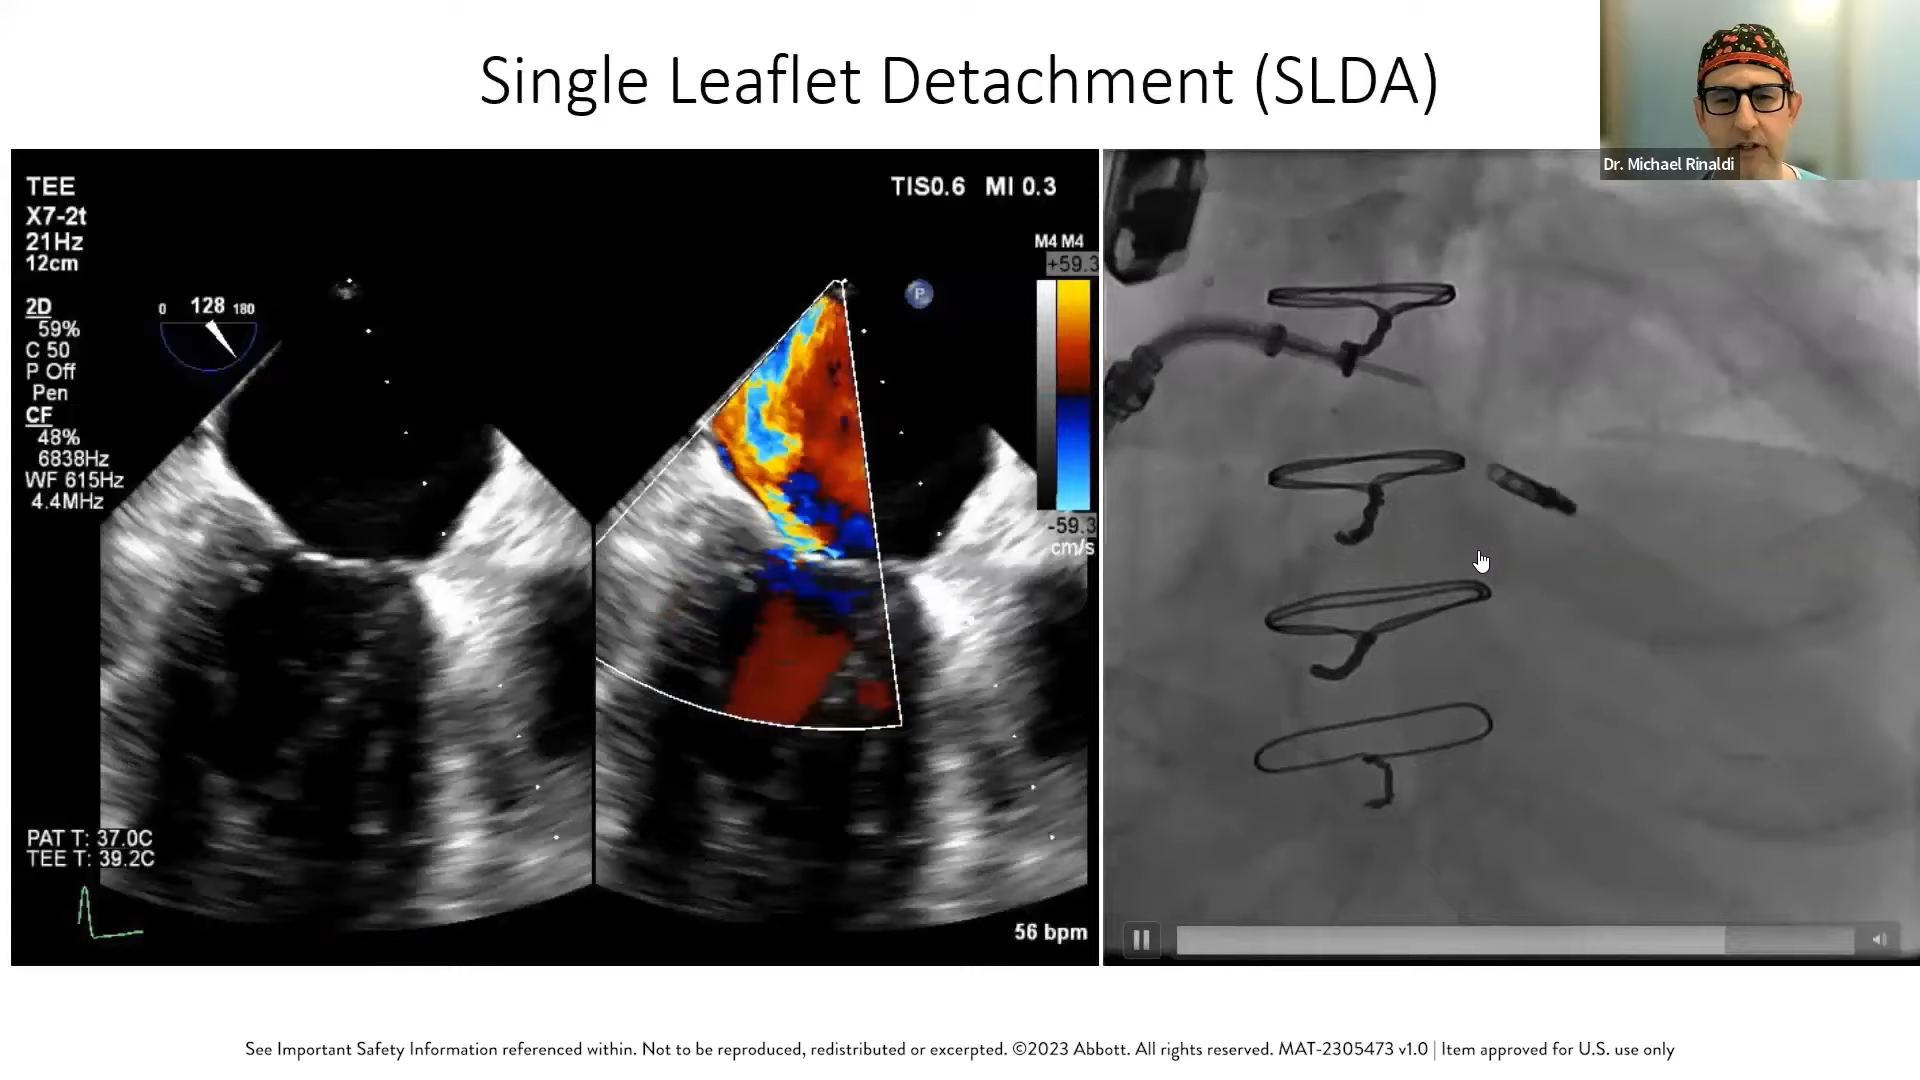 Single Leaflet Detachment (SLDA)
Dr. Michael Rinaldi
TEE
X7-2t
21Hz
12cm
2D
59%
C 50
P Off
Pen
CF
48%
6838Hz
WF 615Hz
4.4MHz
0 128 180
TIS0.6 MI 0.3
M4 M4
+59.3
P
-59.3
cm/s
PAT T: 37.0C
TEE T: 39.2C
56 bpm
See Important Safety Information referenced within. Not to be reproduced, redistributed or excerpted. ©2023 Abbott. All rights reserved. MAT-2305473 v1.0 | Item approved for U.S. use only